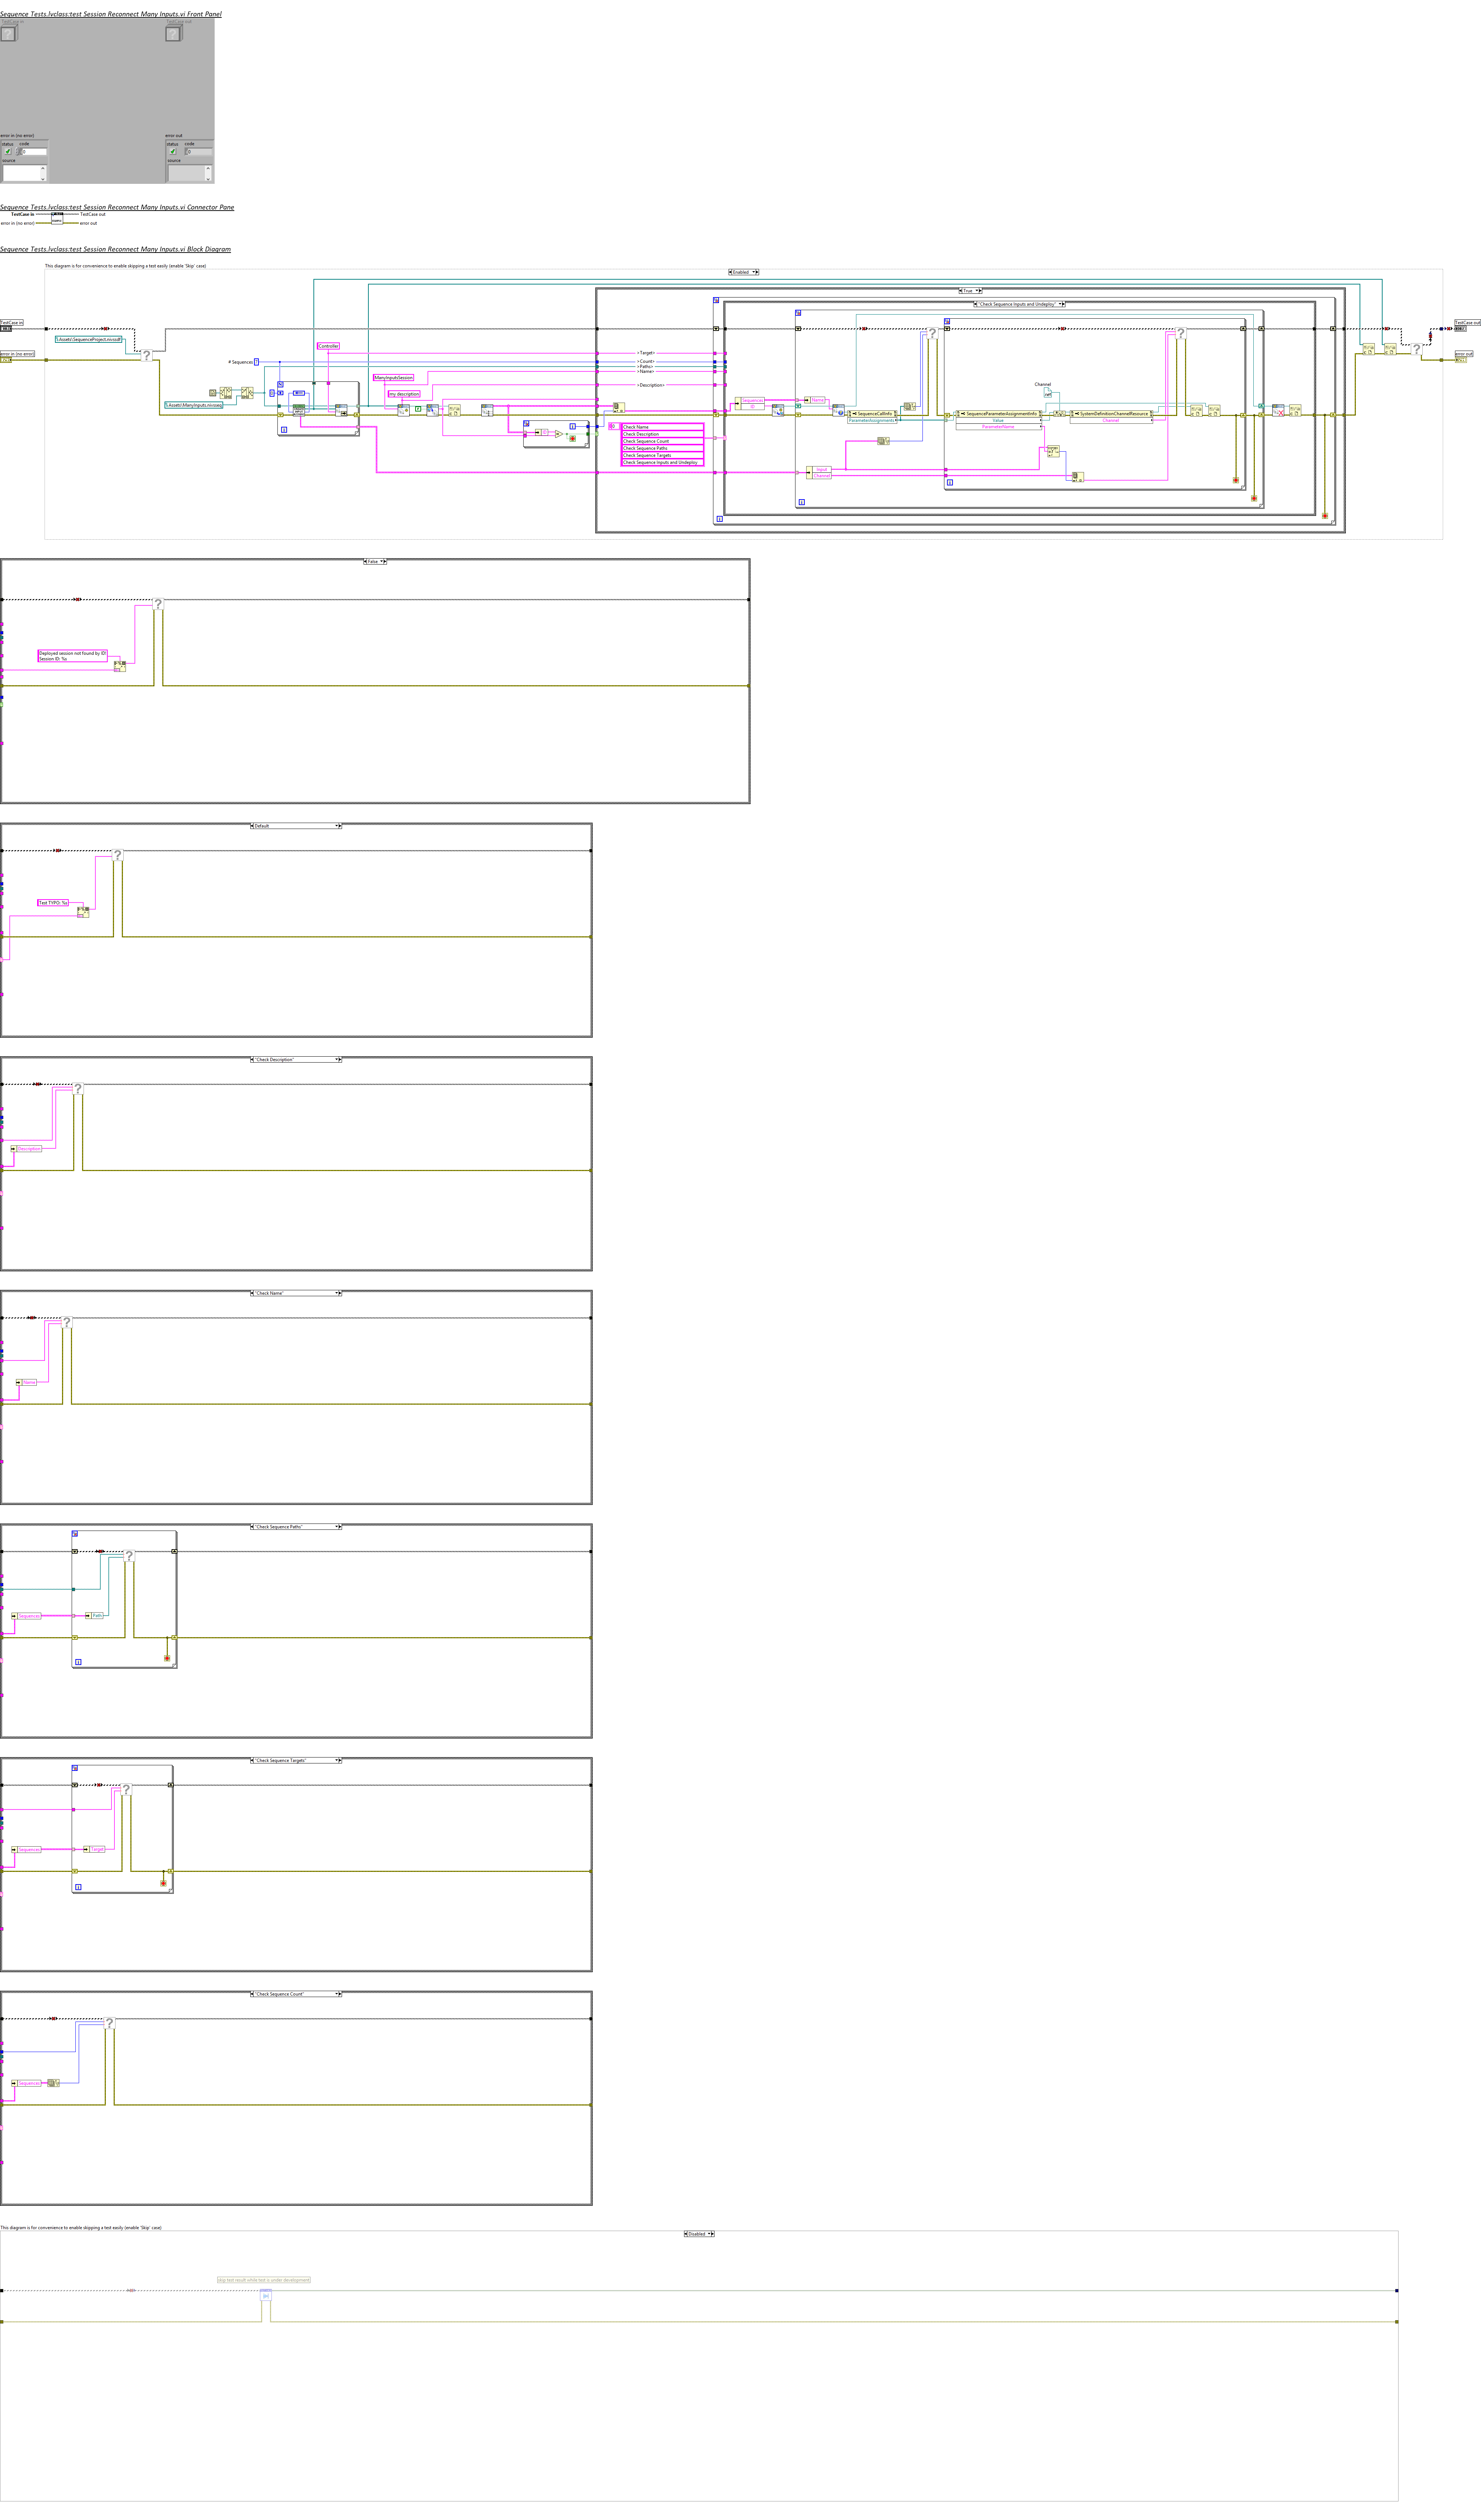 Sequence Tests.lvclass:test Session Reconnect Many Inputs.vi Front Panel
TestCase in
TestCase out
error in (no error)
error out
status code
status code
0
0
source
source
Sequence Tests.lvclass:test Session Reconnect Many Inputs.vi Connector Pane
TestCase in
TestCase out
error in (no error)
error out
Sequence Tests.lvclass:test Session Reconnect Many Inputs.vi Block Diagram
This diagram is for convenience to enable skipping a test easily (enable 'Skip' case)
Enabled
True
"Check Sequence Inputs and Undeploy"
TestCase in
TestCase out
error in (no error)
error out
Controller
# Sequences
ManyInputsSession
my description
<Target>
<Count>
<Paths>
<Name>
<Description>
Check Name
Check Description
Check Sequence Count
Check Sequence Paths
Check Sequence Targets
Check Sequence Inputs and Undeploy
Sequences
ID
Name
SequenceCallInfo
ParameterAssignments
Channel
SequenceParameterAssignmentInfo
Value
ParameterName
SystemDefinitionChannelResource
Channel
Input
Channel
False
Deployed session not found by ID!
Session ID: %s
Default
Test TYPO: %s
"Check Description"
Description
"Check Name"
Name
"Check Sequence Paths"
Sequences
Path
"Check Sequence Targets"
Sequences
Target
"Check Sequence Count"
Sequences
This diagram is for convenience to enable skipping a test easily (enable 'Skip' case)
Disabled
skip test result while test is under development